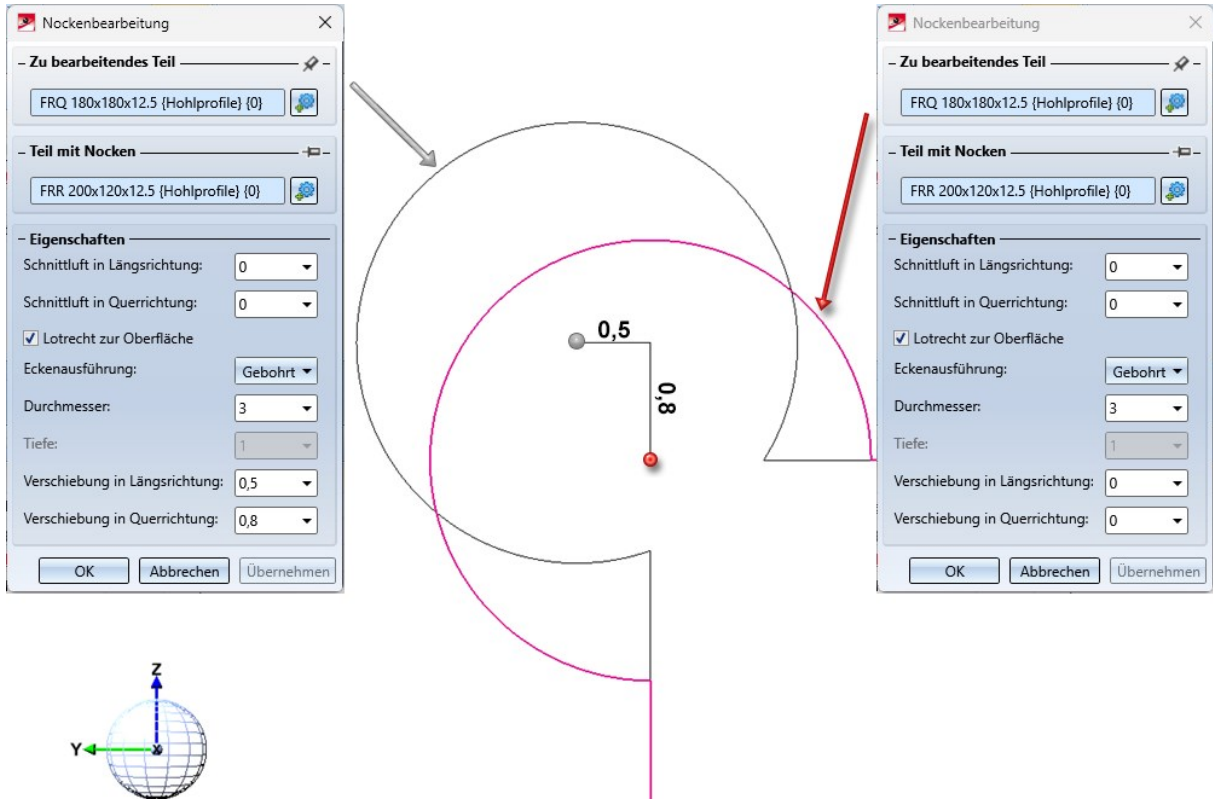 Nockenbearbeitung
Zu bearbeitendes Teil
FRQ 180x180x12.5 {Hohlprofile} {0}
Teil mit Nocken
FRR 200x120x12.5 {Hohlprofile} {0}
Eigenschaften
Schnittluft in Längsrichtung: 0
Schnittluft in Querrichtung: 0
Lotrecht zur Oberfläche
Eckenausführung: Gebohrt
Durchmesser: 3
Tiefe: 1
Verschiebung in Längsrichtung: 0,5
Verschiebung in Querrichtung: 0,8
OK Abbrechen Übernehmen
0,5
0,8
Z
Y
X
Nockenbearbeitung
Zu bearbeitendes Teil
FRQ 180x180x12.5 {Hohlprofile} {0}
Teil mit Nocken
FRR 200x120x12.5 {Hohlprofile} {0}
Eigenschaften
Schnittluft in Längsrichtung: 0
Schnittluft in Querrichtung: 0
Lotrecht zur Oberfläche
Eckenausführung: Gebohrt
Durchmesser: 3
Tiefe: 1
Verschiebung in Längsrichtung: 0
Verschiebung in Querrichtung: 0
OK Abbrechen Übernehmen